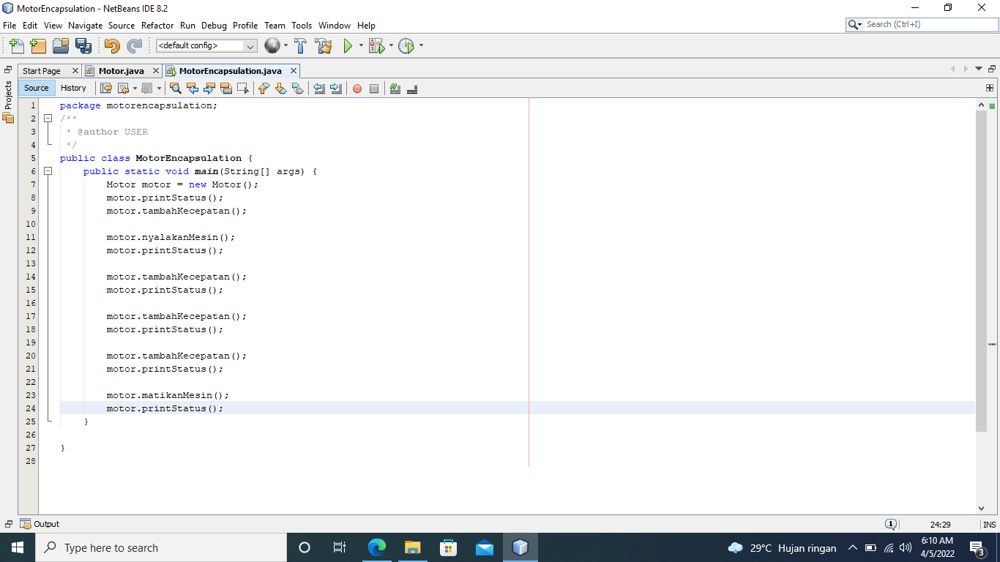 MotorEncapsulation - NetBeans IDE 8.2
File Edit View Navigate Source Refactor Run Debug Profile Team Tools Window Help
Search (Ctrl+I)
<default config>
Start Page Motor.java MotorEncapsulation.java
Projects
Source History
1 package motorencapsulation;
2 /**
3 * @author USER
4 */
5 public class MotorEncapsulation {
6 public static void main(String[] args) {
7 Motor motor = new Motor();
8 motor.printStatus();
9 motor.tambahKecepatan();
10
11 motor.nyalakanMesin();
12 motor.printStatus();
13
14 motor.tambahKecepatan();
15 motor.printStatus();
16
17 motor.tambahKecepatan();
18 motor.printStatus();
19
20 motor.tambahKecepatan();
21 motor.printStatus();
22
23 motor.matikanMesin();
24 motor.printStatus();
25 }
26
27 }
28
Output
1 24:29 INS
Type here to search
29°C Hujan ringan
6:10 AM
4/5/2022
3